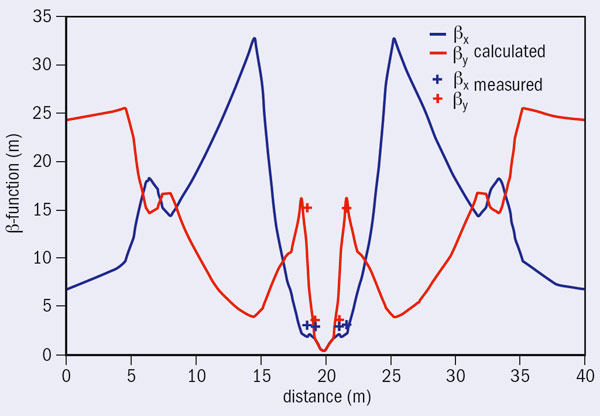 35
30
25
20
15
10
5
0
β-function (m)
0 5 10 15 20 25 30 35 40
distance (m)
βx
βy calculated
βx measured
βy